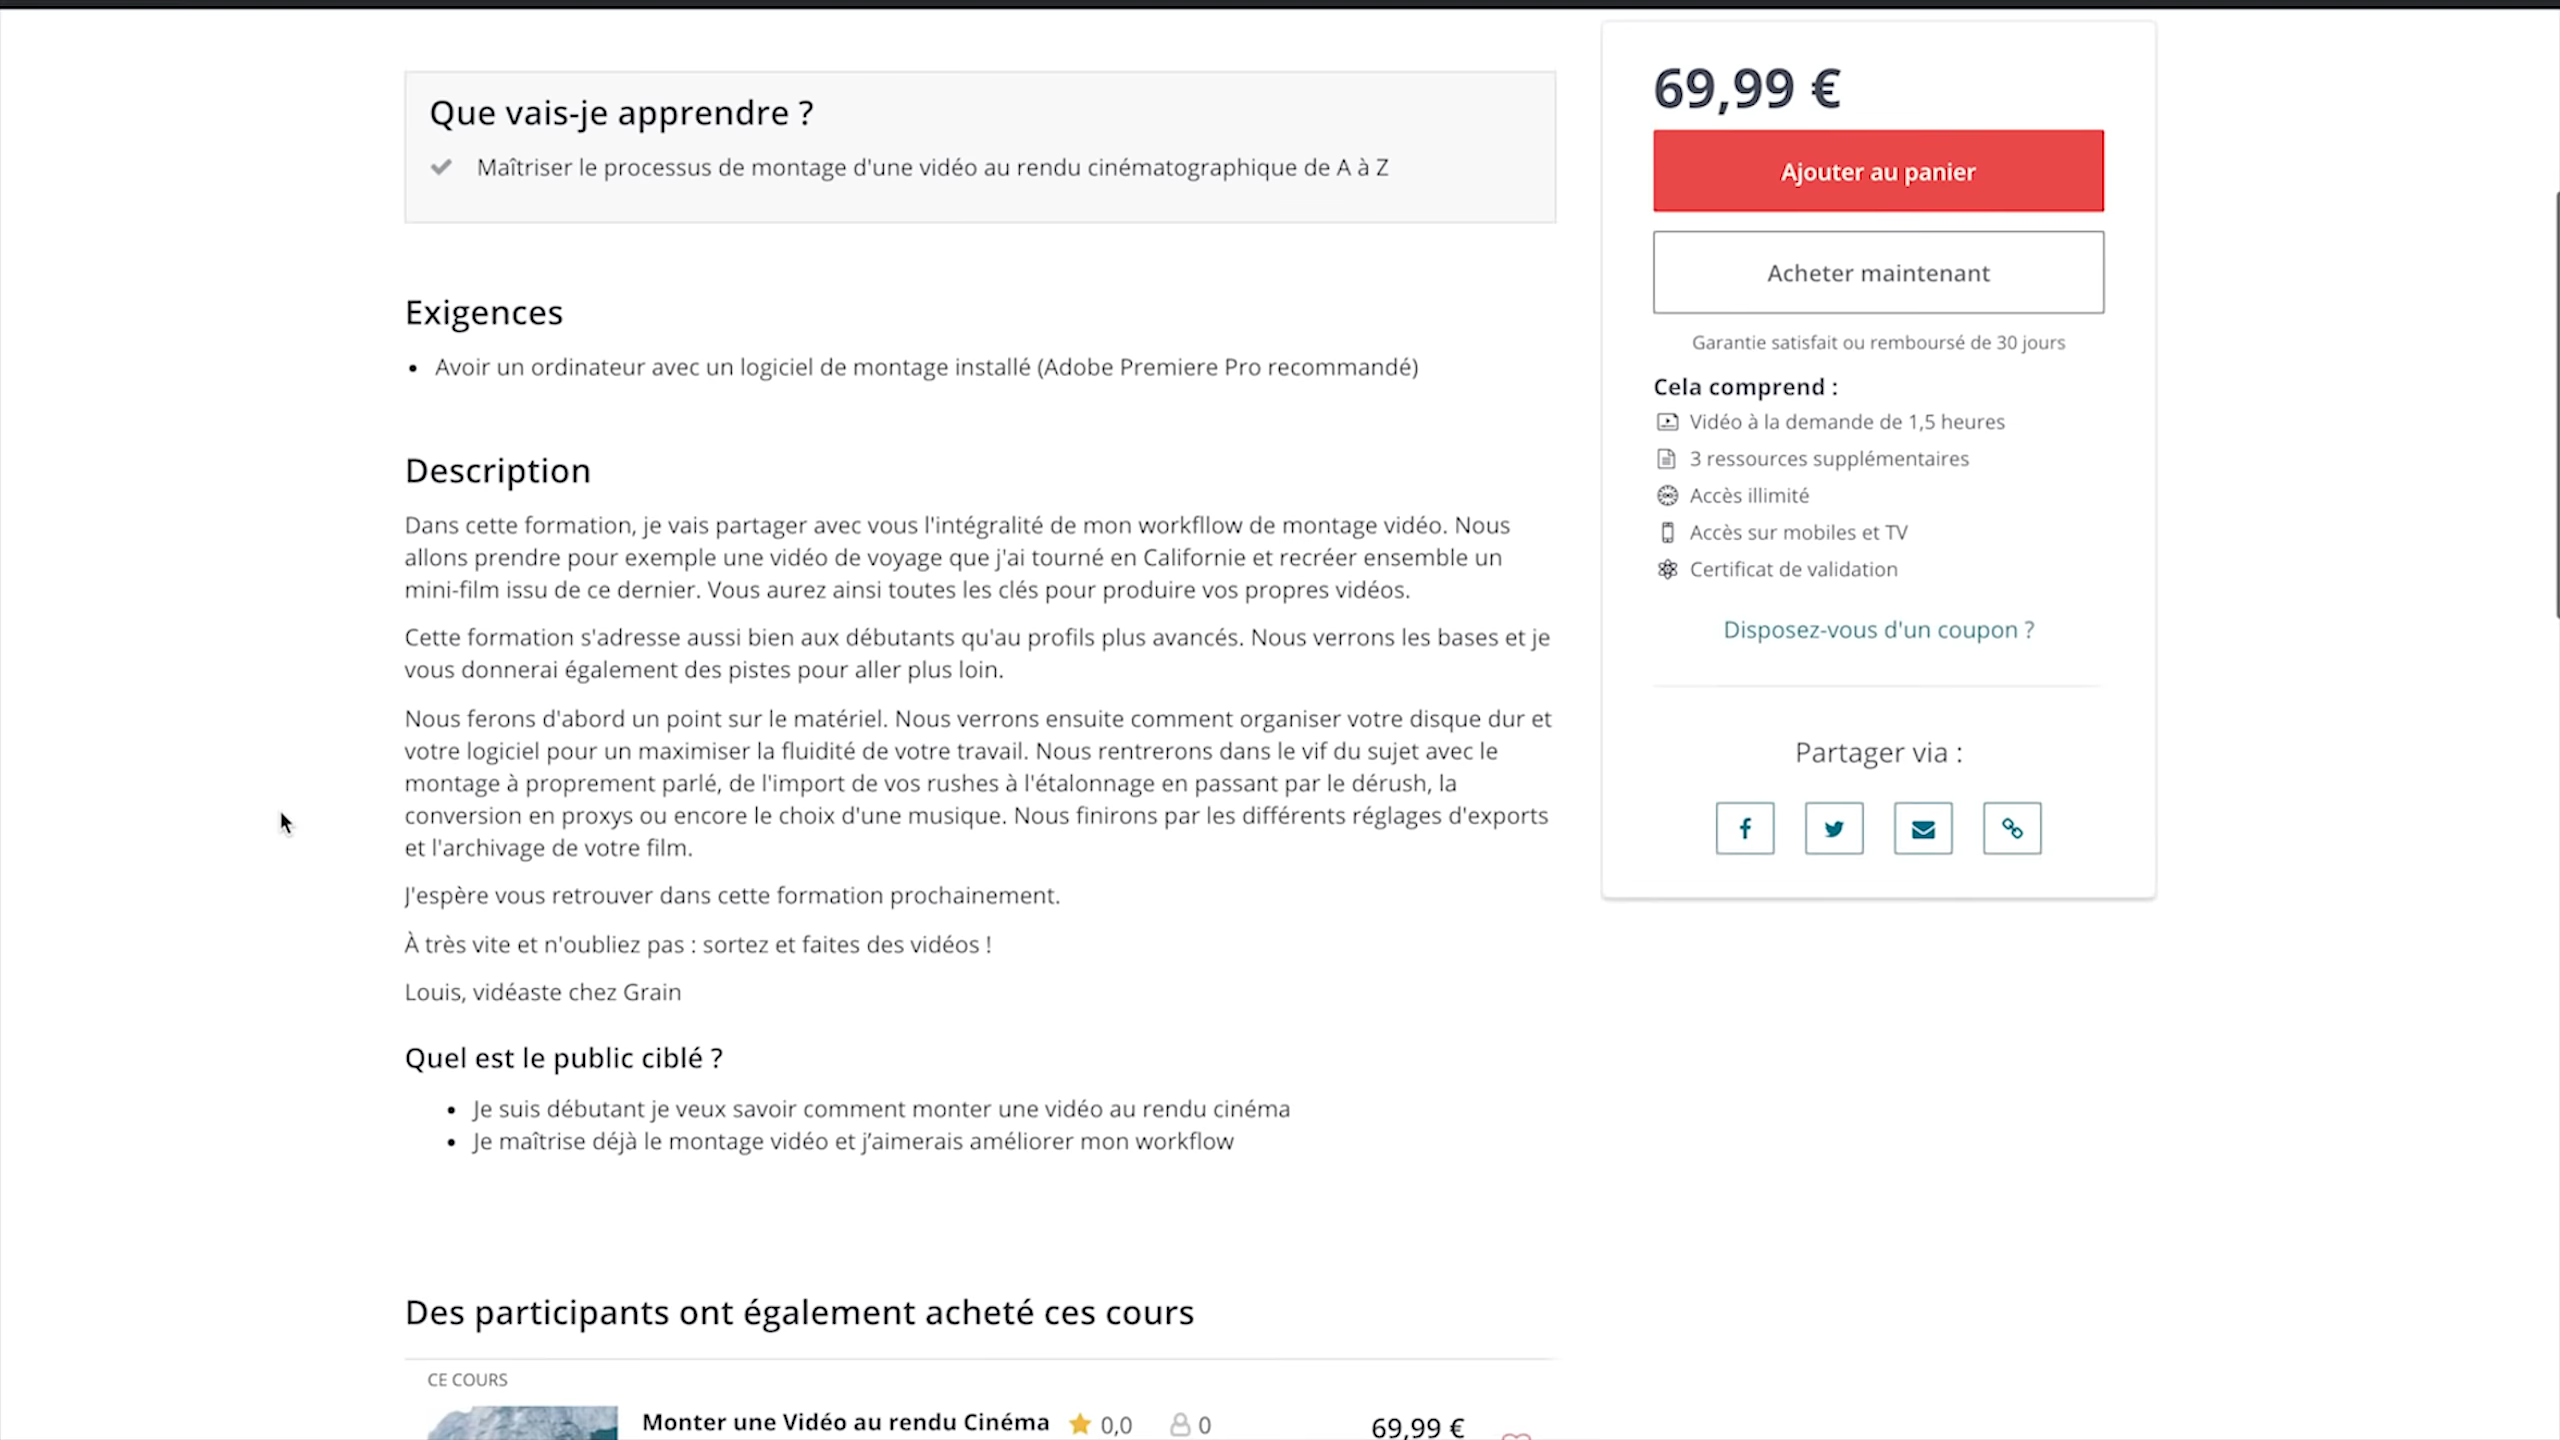 Que vais-je apprendre ?
Maîtriser le processus de montage d'une vidéo au rendu cinématographique de A à Z
Exigences
Avoir un ordinateur avec un logiciel de montage installé (Adobe Premiere Pro recommandé)
Description
Dans cette formation, je vais partager avec vous l'intégralité de mon workfllow de montage vidéo. Nous
allons prendre pour exemple une vidéo de voyage que j'ai tourné en Californie et recréer ensemble un
mini-film issu de ce dernier. Vous aurez ainsi toutes les clés pour produire vos propres vidéos.
Cette formation s'adresse aussi bien aux débutants qu'au profils plus avancés. Nous verrons les bases et je
vous donnerai également des pistes pour aller plus loin.
Nous ferons d'abord un point sur le matériel. Nous verrons ensuite comment organiser votre disque dur et
votre logiciel pour un maximiser la fluidité de votre travail. Nous rentrerons dans le vif du sujet avec le
montage à proprement parlé, de l'import de vos rushes à l'étalonnage en passant par le dérush, la
conversion en proxys ou encore le choix d'une musique. Nous finirons par les différents réglages d'exports
et l'archivage de votre film.
J'espère vous retrouver dans cette formation prochainement.
À très vite et n'oubliez pas : sortez et faites des vidéos !
Louis, vidéaste chez Grain
Quel est le public ciblé ?
Je suis débutant je veux savoir comment monter une vidéo au rendu cinéma
Je maîtrise déjà le montage vidéo et j'aimerais améliorer mon workflow
Des participants ont également acheté ces cours
CE COURS
Monter une Vidéo au rendu Cinéma 0,0 0 69,99 €
69,99 €
Ajouter au panier
Acheter maintenant
Garantie satisfait ou remboursé de 30 jours
Cela comprend :
Vidéo à la demande de 1,5 heures
3 ressources supplémentaires
Accès illimité
Accès sur mobiles et TV
Certificat de validation
Disposez-vous d'un coupon ?
Partager via :